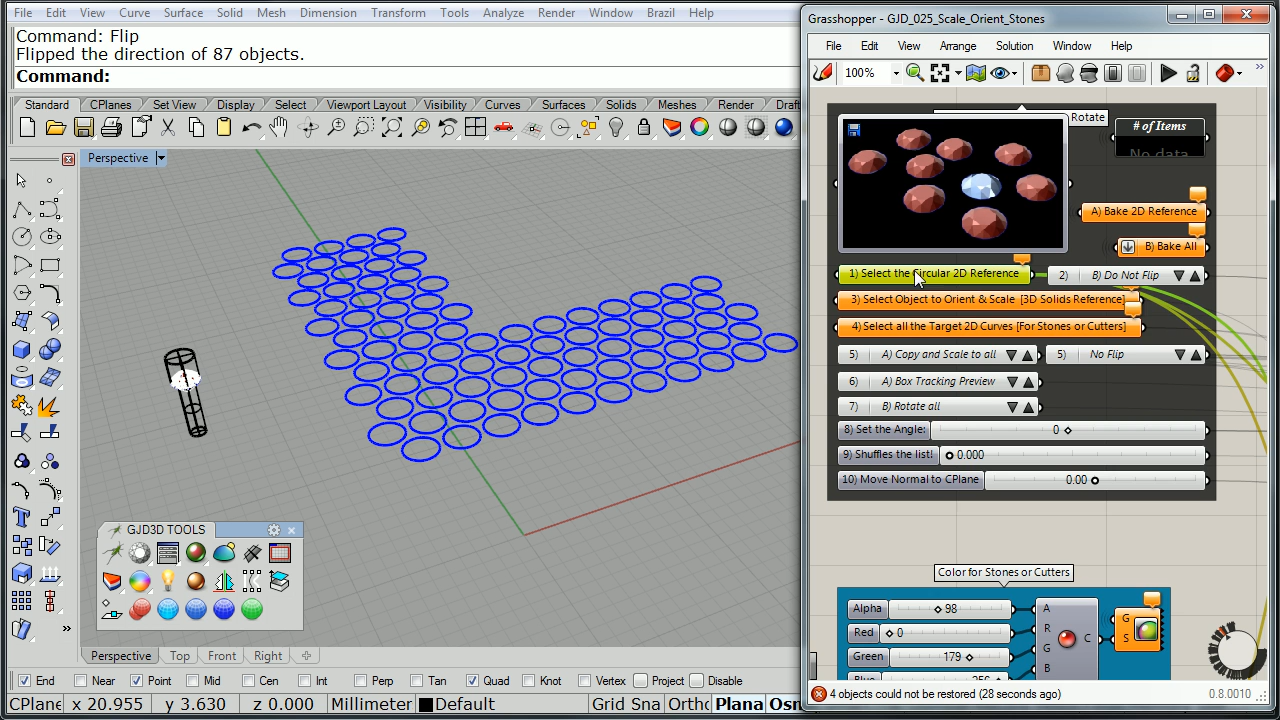 File Edit View Curve Surface Solid Mesh Dimension Transform Tools Analyze Render Window Brazil Help
Command: Flip
Flipped the direction of 87 objects.
Command:
Standard CPlanes Set View Display Select Viewport Layout Visibility Curves Surfaces Solids Meshes Render Draft
Perspective
GJD3D TOOLS
Perspective Top Front Right
End Near Point Mid Cen Int Perp Tan Quad Knot Vertex Project Disable
CPlane x 20.955 y 3.630 z 0.000 Millimeter Default Grid Sna Ortho Plana Osn
Grasshopper - GJD_025_Scale_Orient_Stones
File Edit View Arrange Solution Window Help
100%
Rotate
# of Items
No data
A) Bake 2D Reference
B) Bake All
1) Select the Circular 2D Reference
2) B) Do Not Flip
3) Select Object to Orient & Scale [3D Solids Reference]
4) Select all the Target 2D Curves [For Stones or Cutters]
5) A) Copy and Scale to all
5) No Flip
6) A) Box Tracking Preview
7) B) Rotate all
8) Set the Angle: 0
9) Shuffles the list! 0.000
10) Move Normal to CPlane 0.00
Color for Stones or Cutters
Alpha 98
Red 0
Green 179
A
R
G
B
C
G
S
4 objects could not be restored (28 seconds ago)
0.8.0010